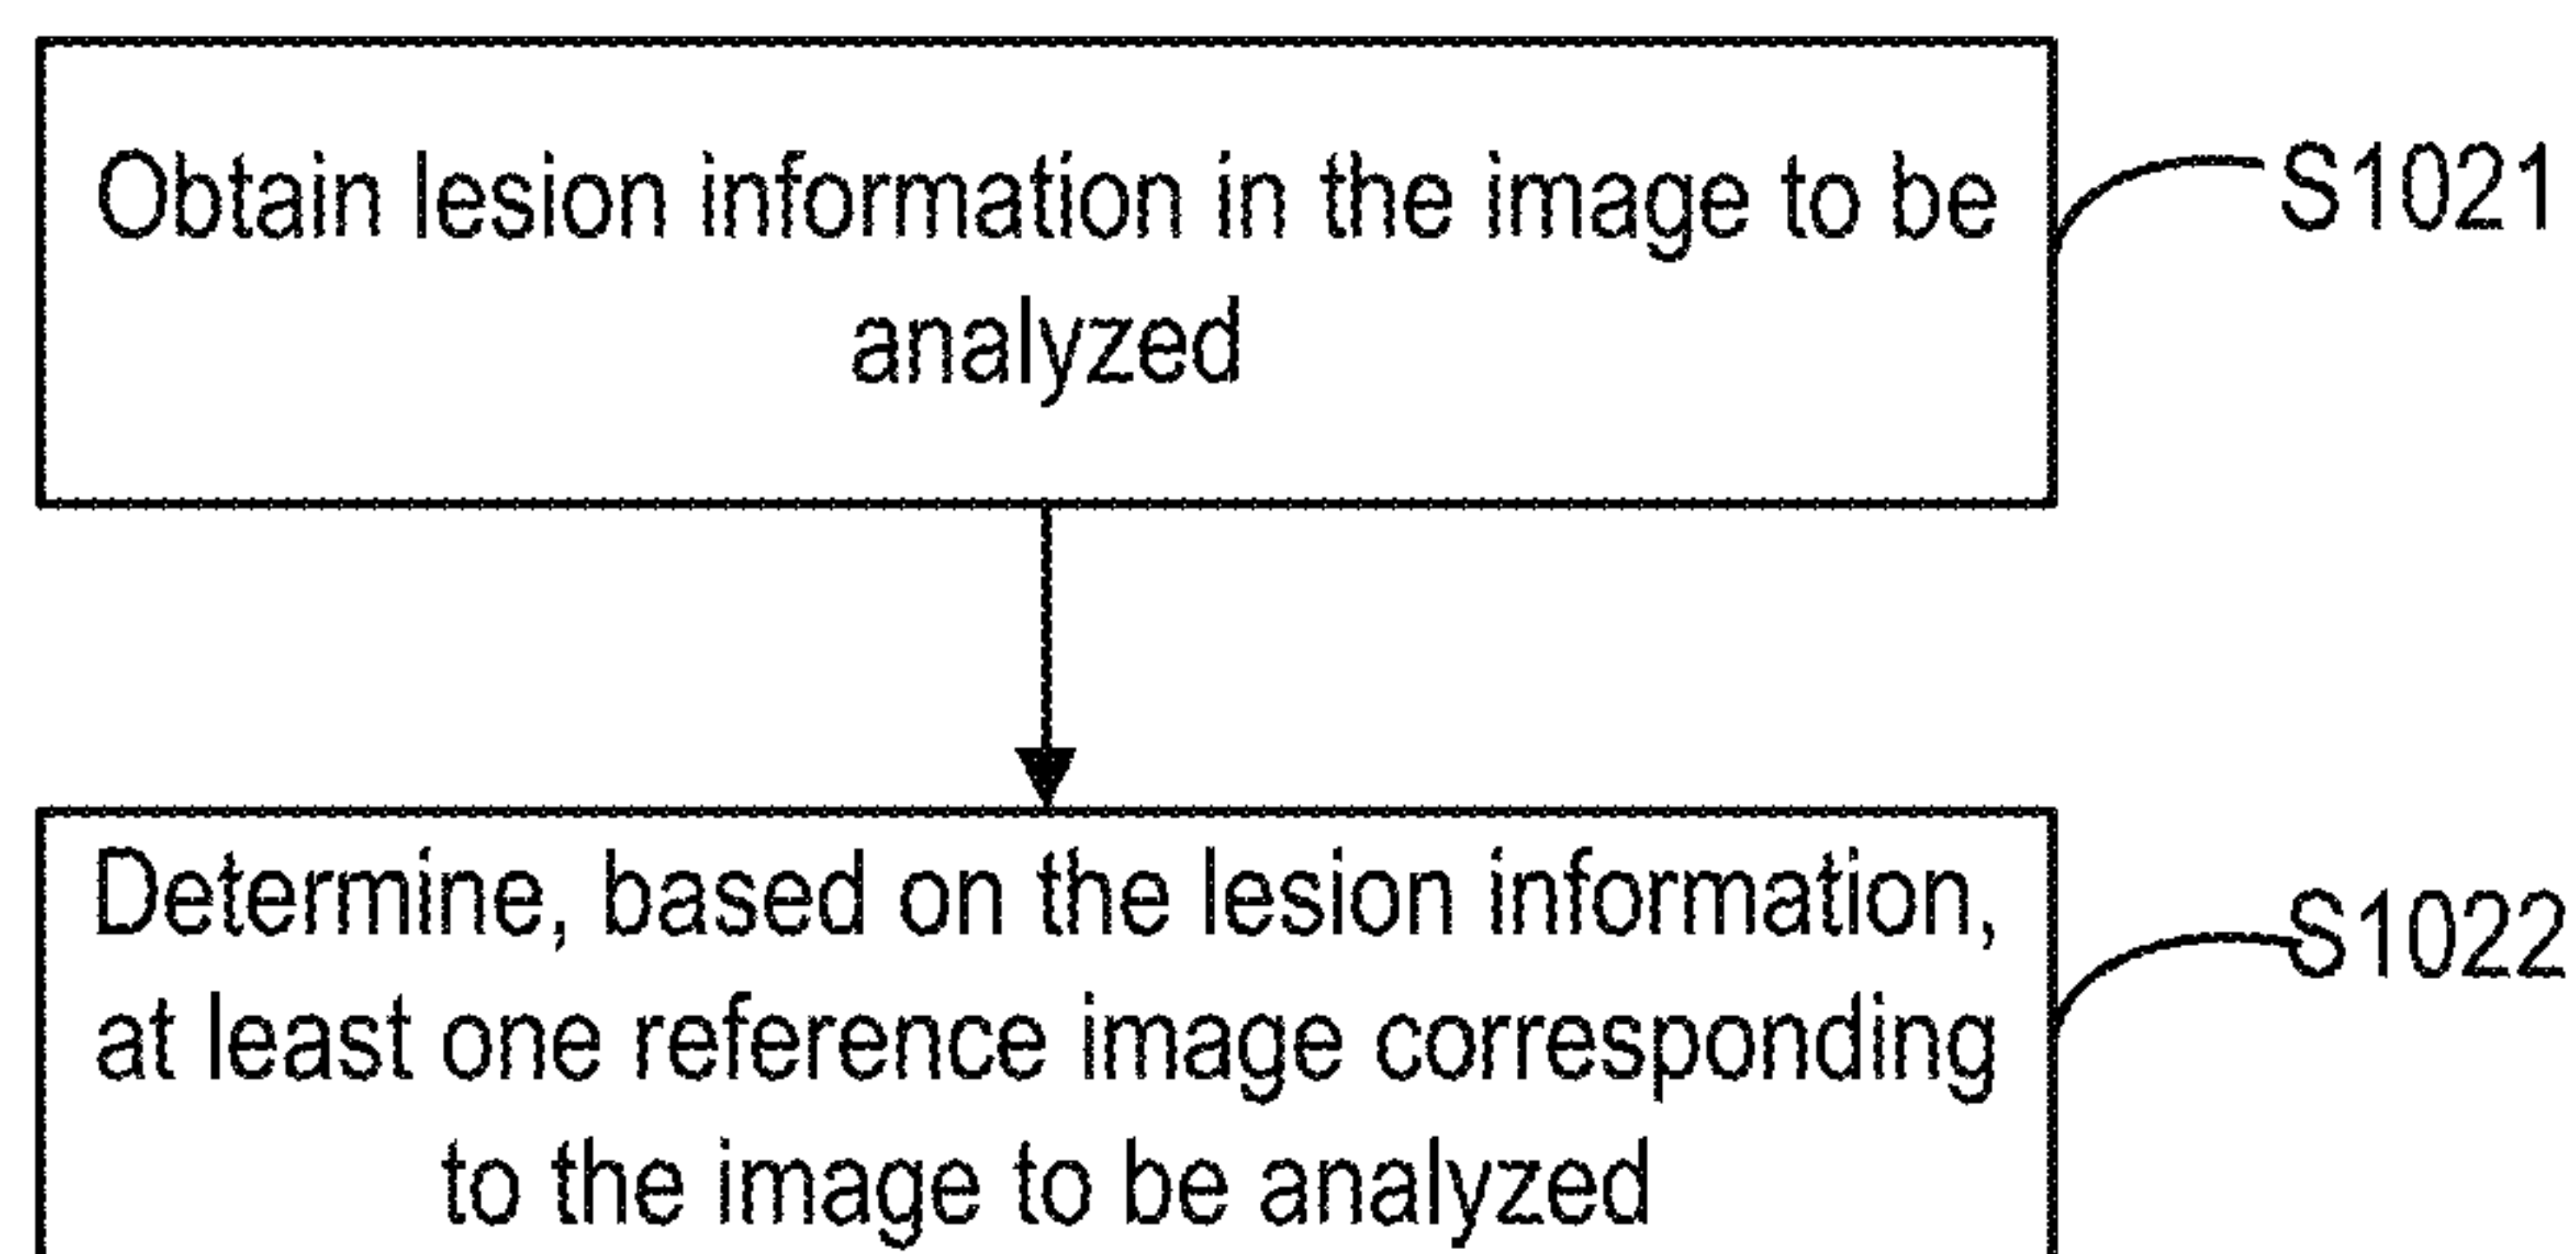 Obtain lesion information in the image to be
analyzed
S1021
Determine, based on the lesion information,
at least one reference image corresponding
to the image to be analyzed
S1022